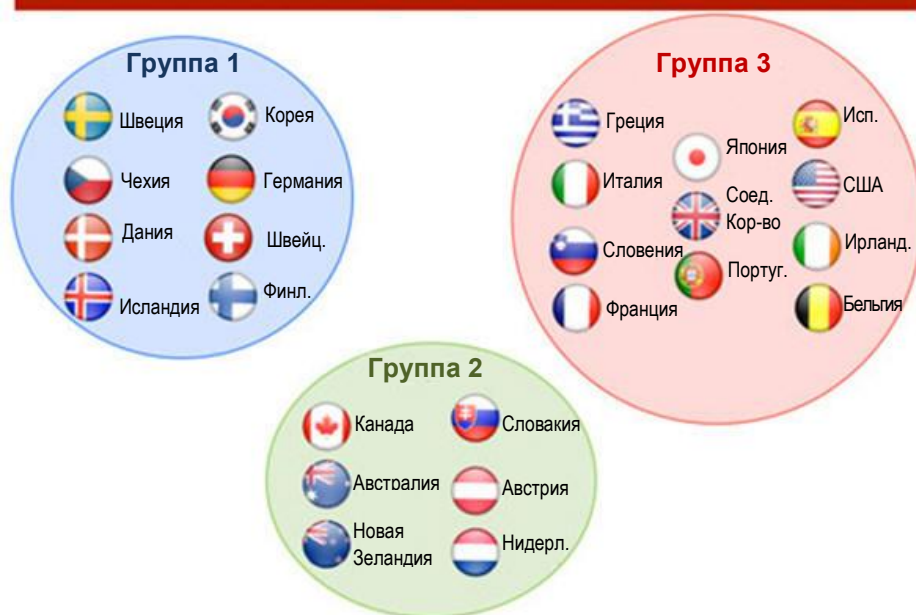 Группа 1
Швеция
Корея
Чехия
Германия
Дания
Швейц.
Исландия
Финл.
Группа 3
Греция
Япония
Исп.
Италия
Соед.
Кор-во
США
Словения
Португ.
Ирланд.
Франция
Бельгия
Группа 2
Канада
Словакия
Австралия
Австрия
Новая
Зеландия
Нидерл.